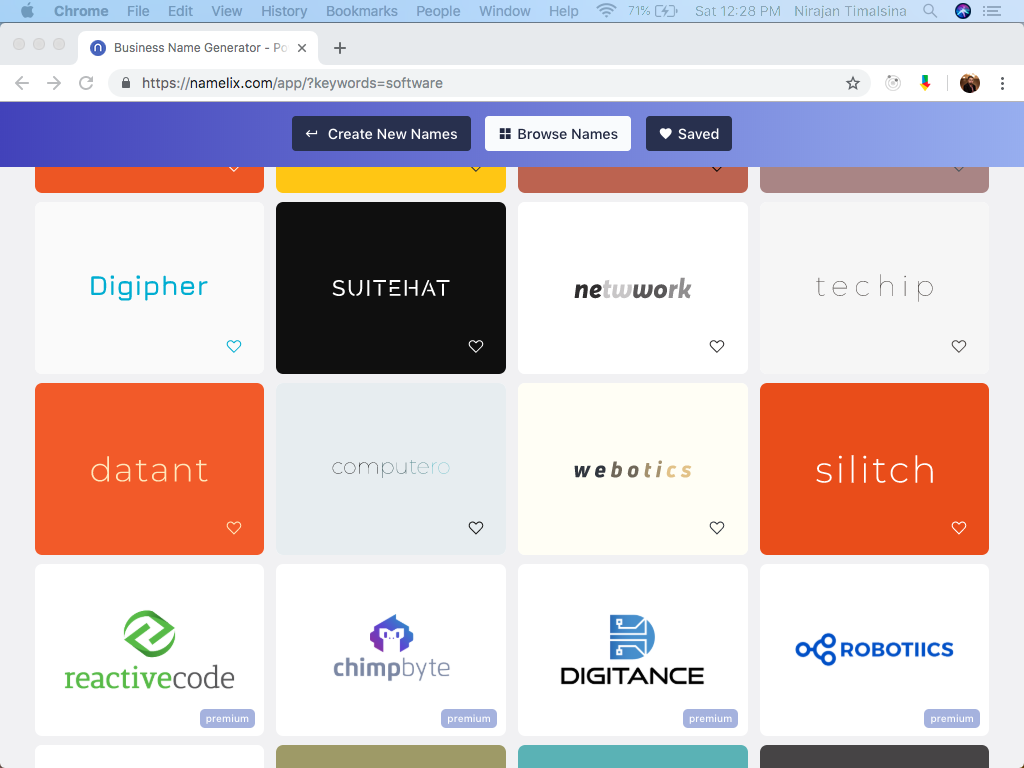 Chrome File Edit View History Bookmarks People Window Help 71% Sat 12:28 PM Nirajan Timalsina
Business Name Generator - Po
https://namelix.com/app/?keywords=software
Create New Names Browse Names Saved
Digipher SUITEHAT netwwork techip
datant computero webotics silitch
reactivecode chimpbyte DIGITANCE ROBOTIICS
premium premium premium premium